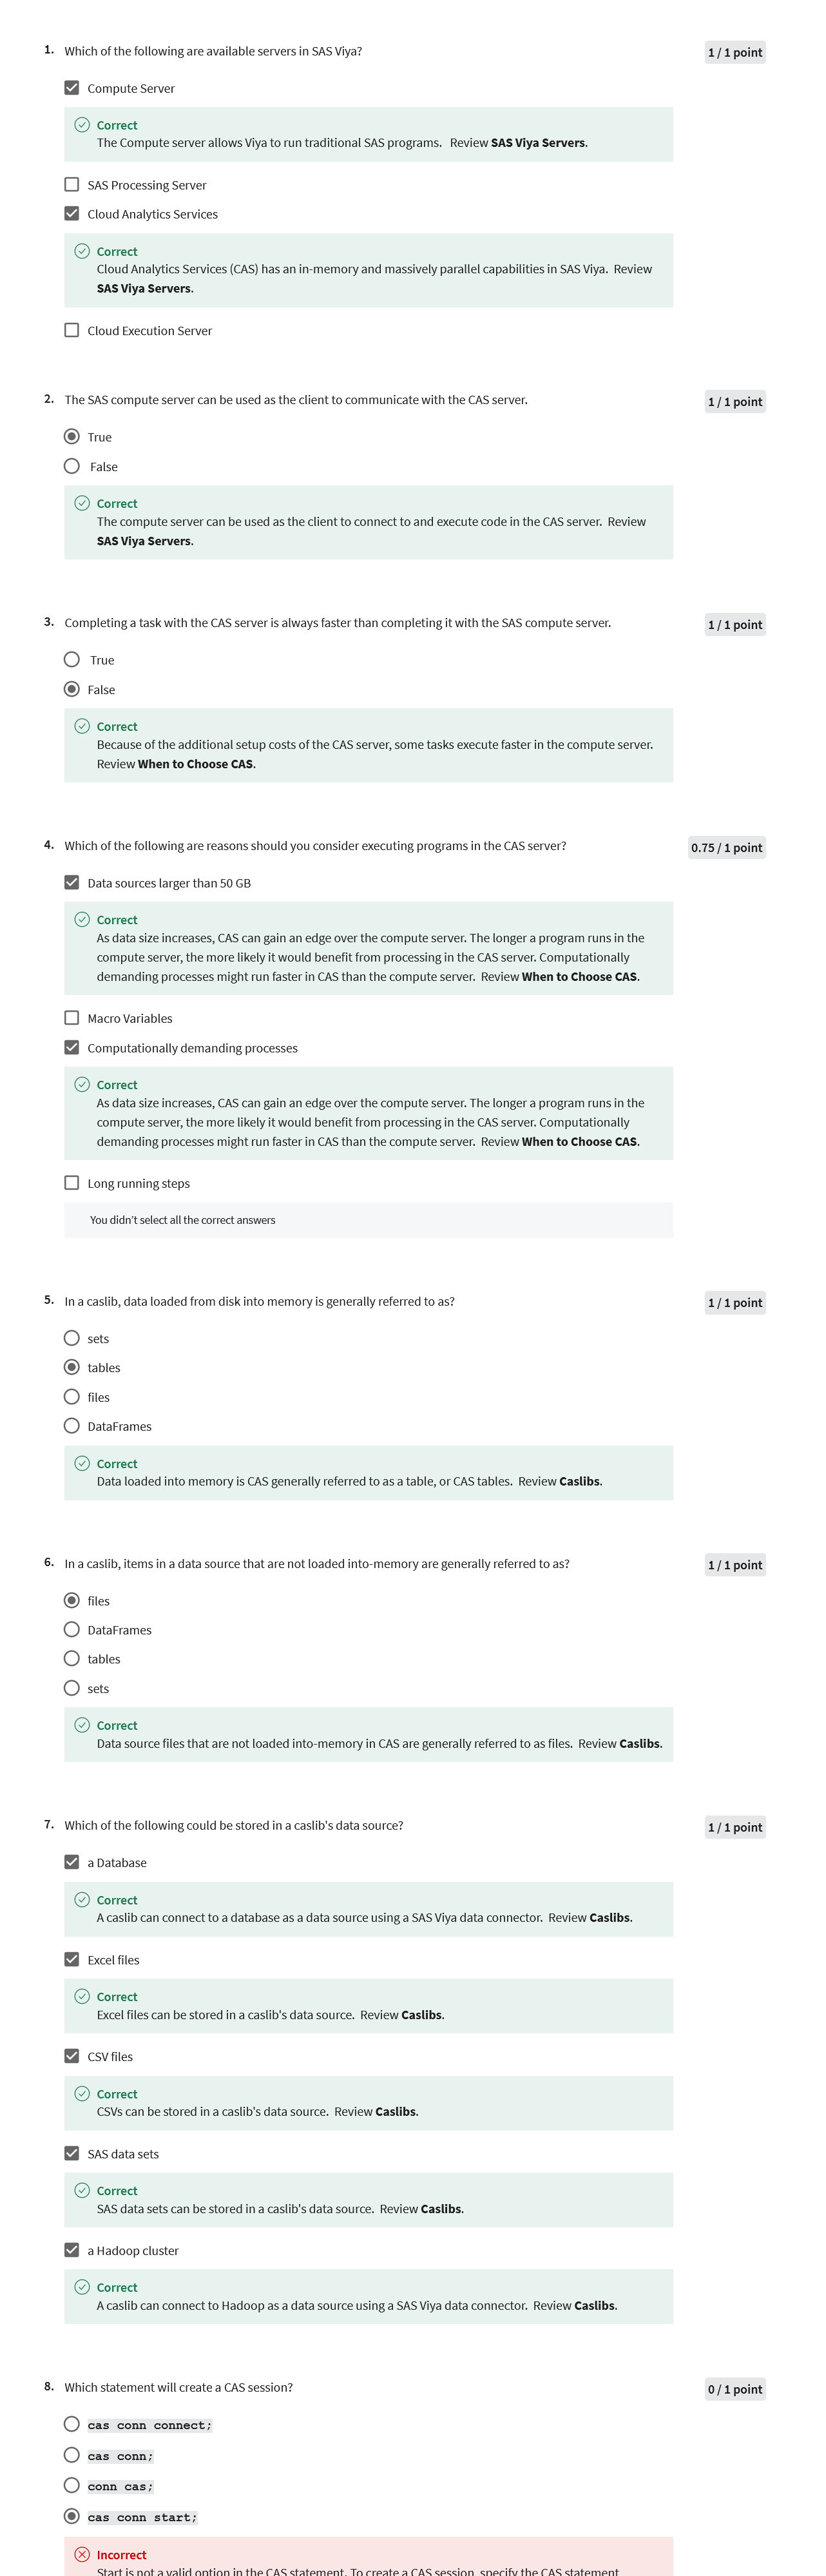 1. Which of the following are available servers in SAS Viya? 1 / 1 point
Compute Server
Correct
The Compute server allows Viya to run traditional SAS programs. Review SAS Viya Servers.
SAS Processing Server
Cloud Analytics Services
Correct
Cloud Analytics Services (CAS) has an in-memory and massively parallel capabilities in SAS Viya. Review
SAS Viya Servers.
Cloud Execution Server
2. The SAS compute server can be used as the client to communicate with the CAS server. 1 / 1 point
True
False
Correct
The compute server can be used as the client to connect to and execute code in the CAS server. Review
SAS Viya Servers.
3. Completing a task with the CAS server is always faster than completing it with the SAS compute server. 1 / 1 point
True
False
Correct
Because of the additional setup costs of the CAS server, some tasks execute faster in the compute server.
Review When to Choose CAS.
4. Which of the following are reasons should you consider executing programs in the CAS server? 0.75 / 1 point
Data sources larger than 50 GB
Correct
As data size increases, CAS can gain an edge over the compute server. The longer a program runs in the
compute server, the more likely it would benefit from processing in the CAS server. Computationally
demanding processes might run faster in CAS than the compute server. Review When to Choose CAS.
Macro Variables
Computationally demanding processes
Correct
As data size increases, CAS can gain an edge over the compute server. The longer a program runs in the
compute server, the more likely it would benefit from processing in the CAS server. Computationally
demanding processes might run faster in CAS than the compute server. Review When to Choose CAS.
Long running steps
You didn't select all the correct answers
5. In a caslib, data loaded from disk into memory is generally referred to as? 1 / 1 point
sets
tables
files
DataFrames
Correct
Data loaded into memory is CAS generally referred to as a table, or CAS tables. Review Caslibs.
6. In a caslib, items in a data source that are not loaded into-memory are generally referred to as? 1 / 1 point
files
DataFrames
tables
sets
Correct
Data source files that are not loaded into-memory in CAS are generally referred to as files. Review Caslibs.
7. Which of the following could be stored in a caslib's data source? 1 / 1 point
a Database
Correct
A caslib can connect to a database as a data source using a SAS Viya data connector. Review Caslibs.
Excel files
Correct
Excel files can be stored in a caslib's data source. Review Caslibs.
CSV files
Correct
CSVs can be stored in a caslib's data source. Review Caslibs.
SAS data sets
Correct
SAS data sets can be stored in a caslib's data source. Review Caslibs.
a Hadoop cluster
Correct
A caslib can connect to Hadoop as a data source using a SAS Viya data connector. Review Caslibs.
8. Which statement will create a CAS session? 0 / 1 point
cas conn connect;
cas conn;
conn cas;
cas conn start;
Incorrect
Start is not a valid option in the CAS statement. To create a CAS session, specify the CAS statement